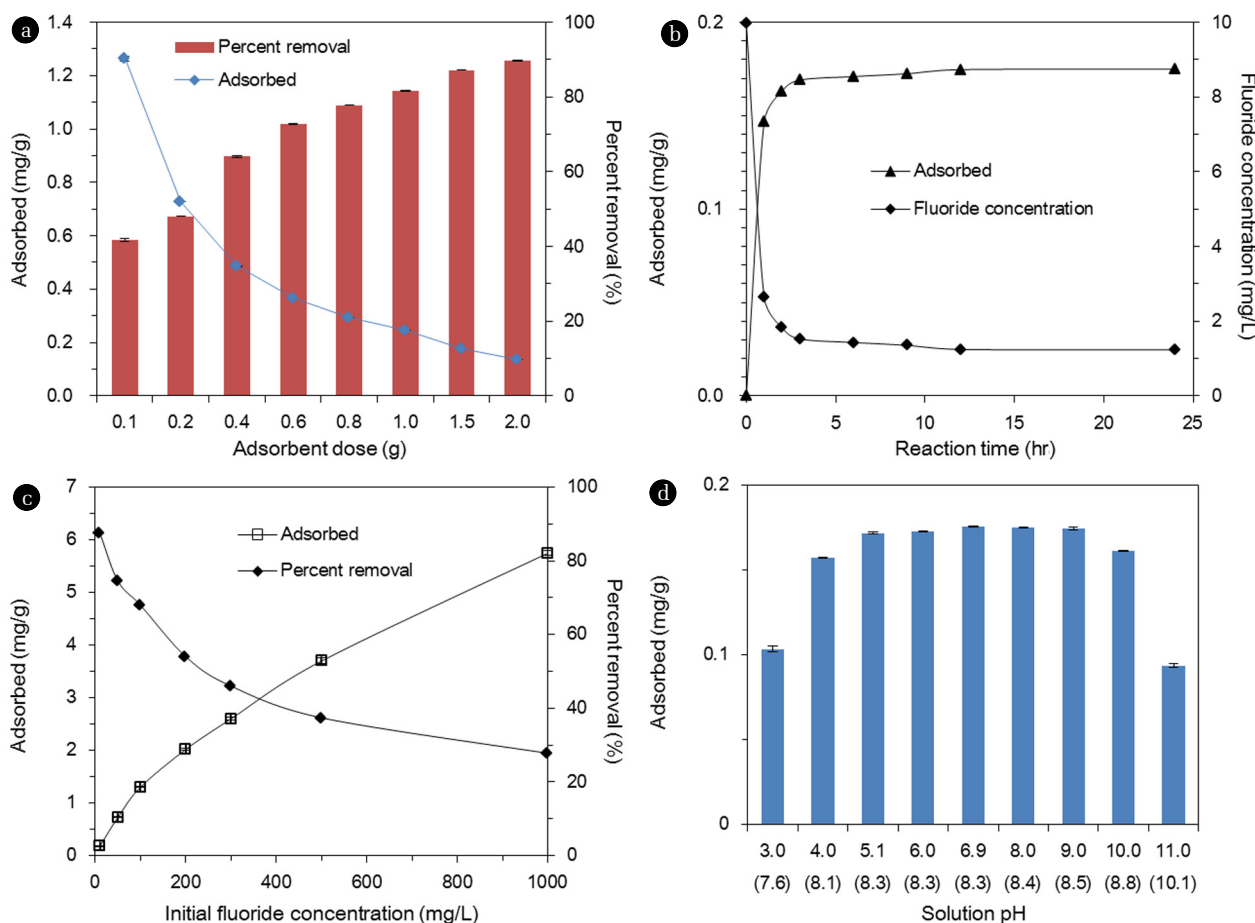 a
Adsorbed (mg/g)
1.4
1.2
1.0
0.8
0.6
0.4
0.2
0.0
Percent removal
Adsorbed
100
80
60
40
20
0
Percent removal (%)
0.1 0.2 0.4 0.6 0.8 1.0 1.5 2.0
Adsorbent dose (g)
b
Adsorbed (mg/g)
0.2
0.1
0.0
Adsorbed
Fluoride concentration
10
8
6
4
2
0
Fluoride concentration (mg/L)
0 5 10 15 20 25
Reaction time (hr)
c
Adsorbed (mg/g)
7
6
5
4
3
2
1
0
Adsorbed
Percent removal
100
80
60
40
20
0
Percent removal (%)
0 200 400 600 800 1000
Initial fluoride concentration (mg/L)
d
Adsorbed (mg/g)
0.2
0.1
0
3.0 4.0 5.1 6.0 6.9 8.0 9.0 10.0 11.0
(7.6) (8.1) (8.3) (8.3) (8.3) (8.4) (8.5) (8.8) (10.1)
Solution pH